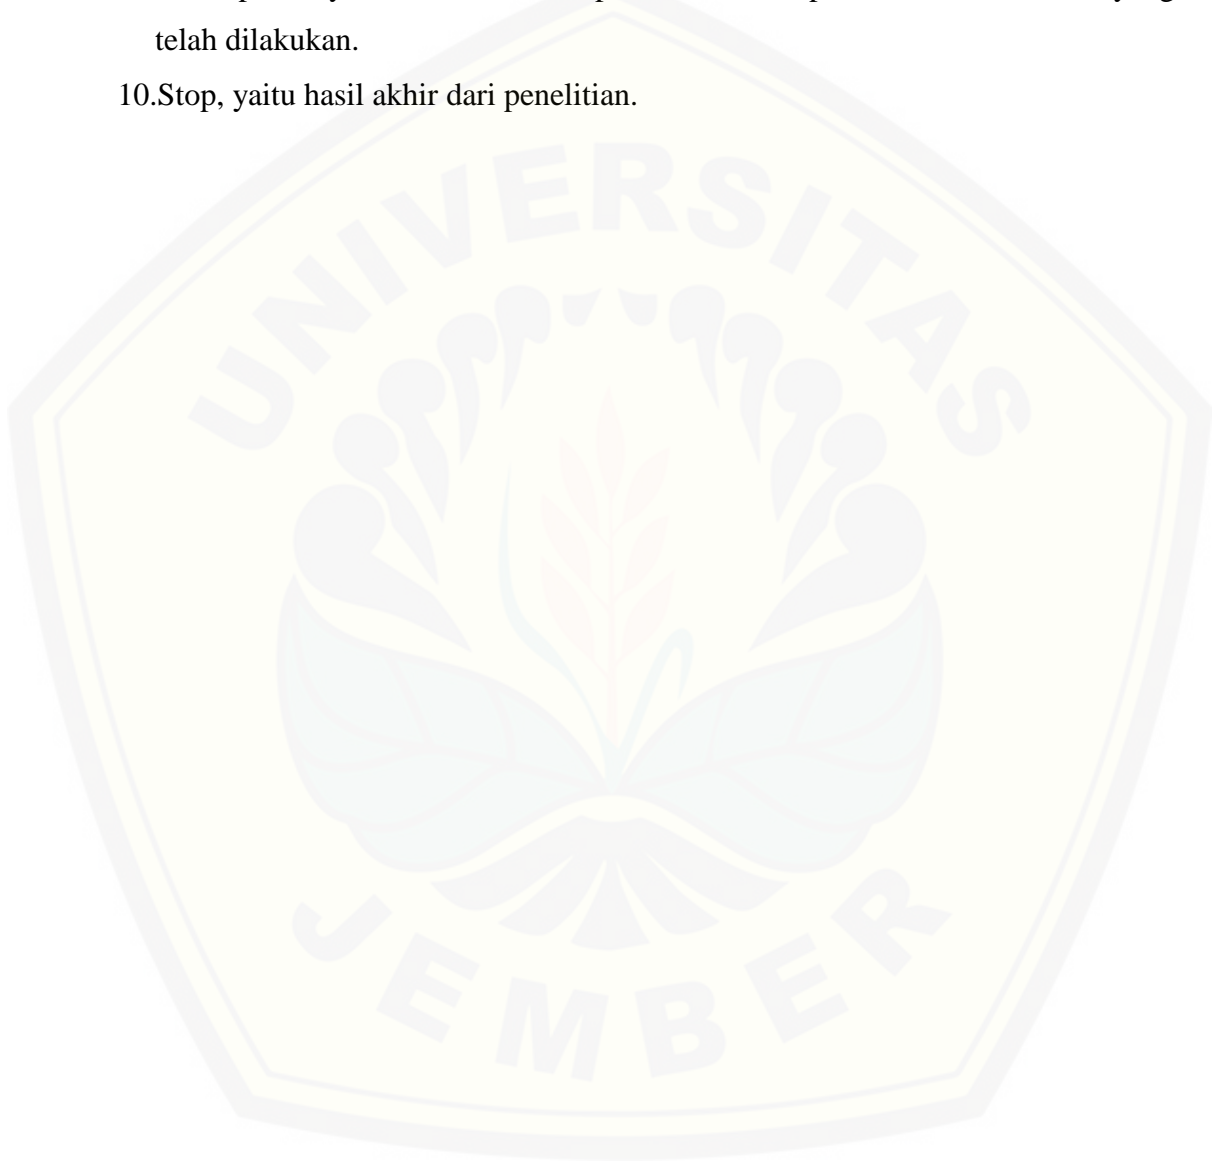 telah dilakukan.
10.Stop, yaitu hasil akhir dari penelitian.
UNIVERSITAS
JEMBER